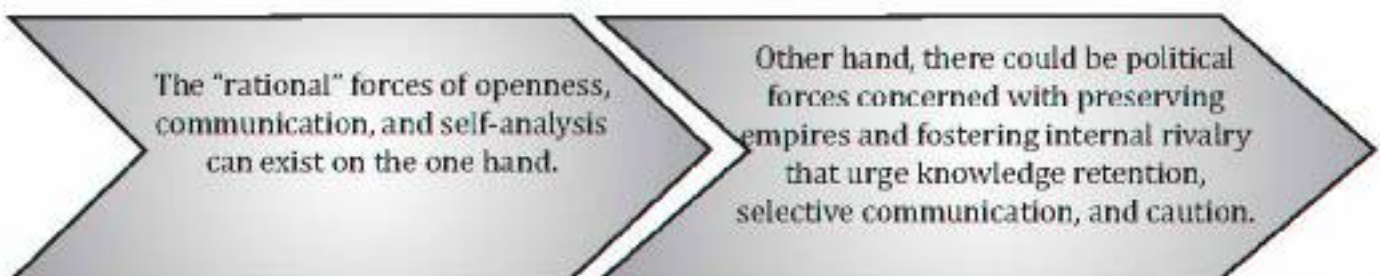 The “rational” forces of openness,
communication, and self-analysis
can exist on the one hand.
Other hand, there could be political
forces concerned with preserving
empires and fostering internal rivalry
that urge knowledge retention,
selective communication, and caution.